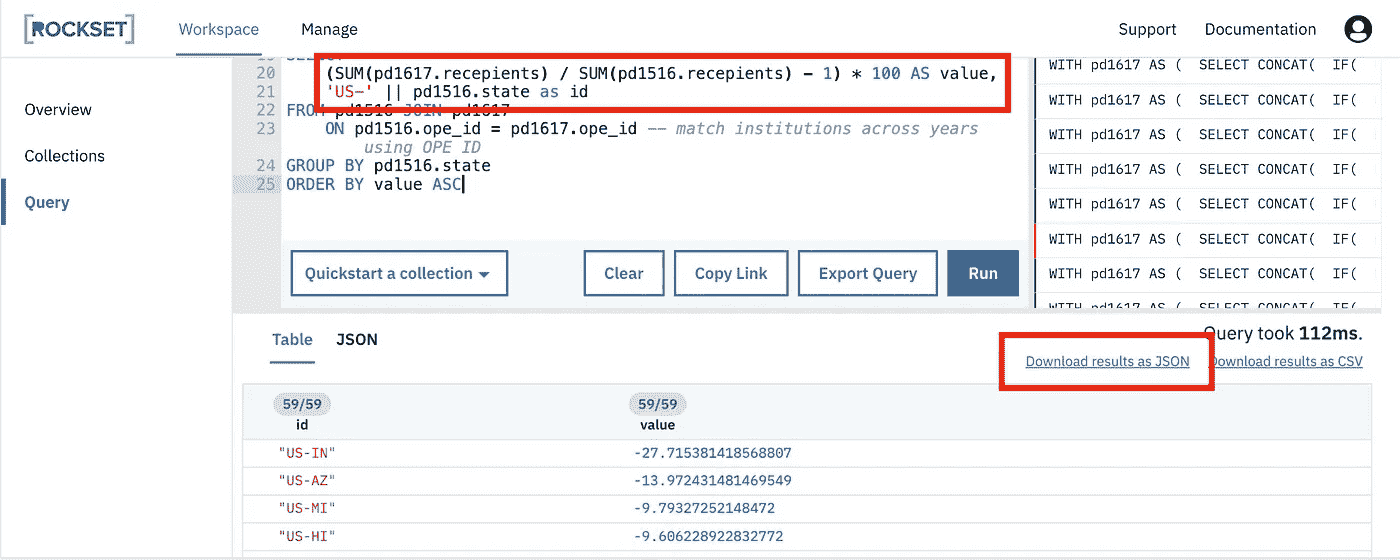 [ROCKSET]
Workspace
Manage
Support
Documentation
Overview
Collections
Query
20 (SUM(pd1617.recepients) / SUM(pd1516.recepients) - 1) * 100 AS value,
21 'US-' || pd1516.state as id
22 FROM pd1516 JOIN pd1617
23 ON pd1516.ope_id = pd1617.ope_id -- match institutions across years
using OPE ID
24 GROUP BY pd1516.state
25 ORDER BY value ASC
WITH pd1617 AS ( SELECT CONCAT( IF(
WITH pd1617 AS ( SELECT CONCAT( IF(
WITH pd1617 AS ( SELECT CONCAT( IF(
WITH pd1617 AS ( SELECT CONCAT( IF(
WITH pd1617 AS ( SELECT CONCAT( IF(
WITH pd1617 AS ( SELECT CONCAT( IF(
WITH pd1617 AS ( SELECT CONCAT( IF(
WITH pd1617 AS ( SELECT CONCAT( IF(
Quickstart a collection
Clear
Copy Link
Export Query
Run
Table
JSON
Query took 112ms.
Download results as JSON
Download results as CSV
59/59
id
59/59
value
"US-IN" -27.715381418568807
"US-AZ" -13.972431481469549
"US-MI" -9.79327252148472
"US-HI" -9.606228922832772